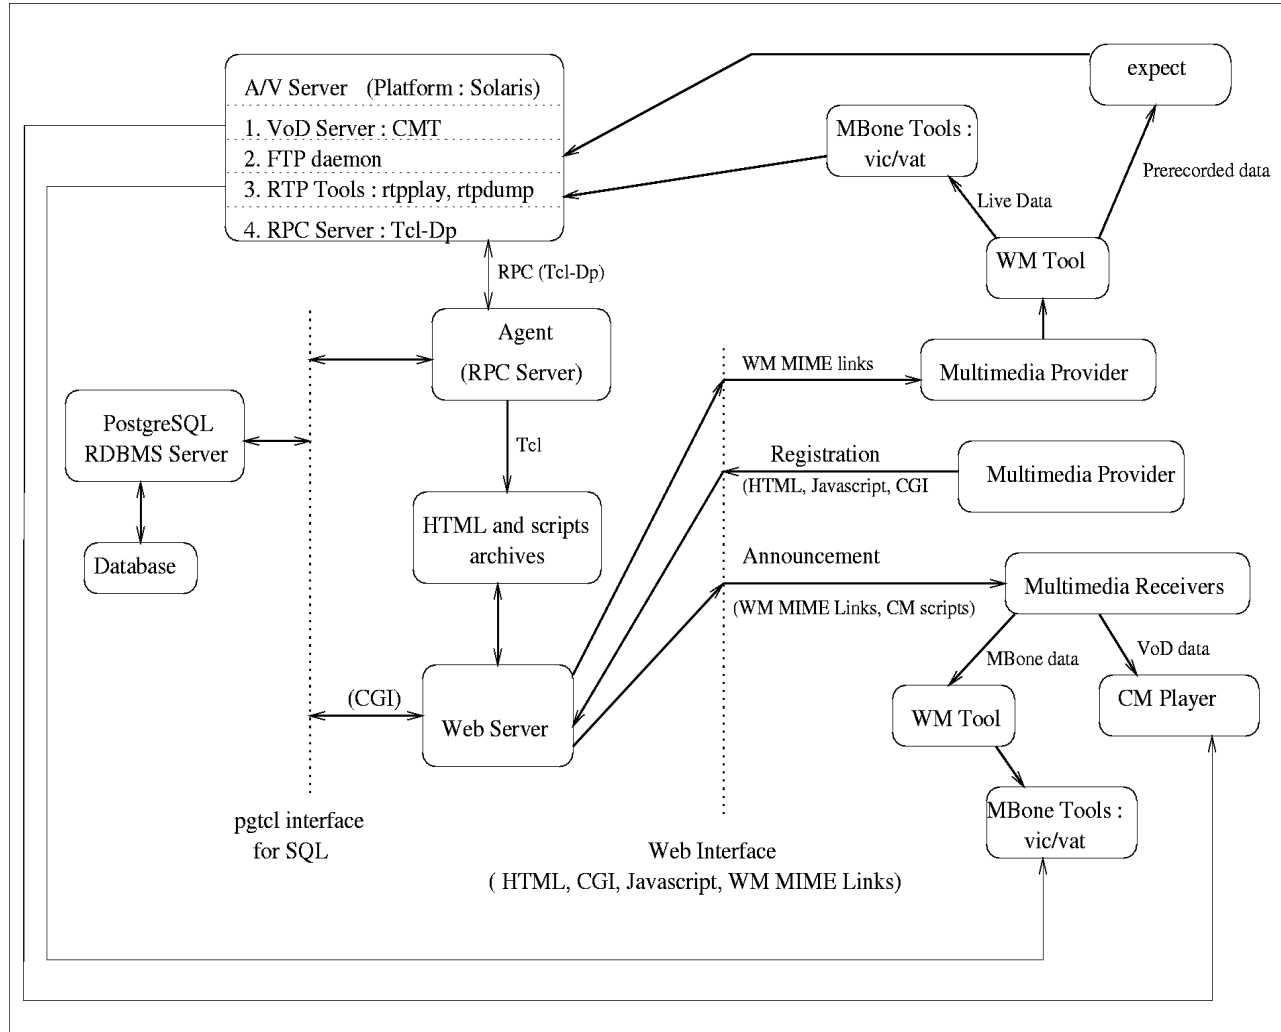 A/V Server (Platform : Solaris)
1. VoD Server : CMT
2. FTP daemon
3. RTP Tools : rtpplay, rtpdump
4. RPC Server : Tcl-Dp
expect
MBone Tools :
vic/vat
Prerecorded data
Live Data
WM Tool
RPC (Tcl-Dp)
Agent
(RPC Server)
WM MIME links
Multimedia Provider
PostgreSQL
RDBMS Server
Tcl
Registration
(HTML, Javascript, CGI
Multimedia Provider
HTML and scripts
archives
Database
Announcement
(WM MIME Links, CM scripts)
Multimedia Receivers
MBone data
VoD data
(CGI)
Web Server
WM Tool
CM Player
MBone Tools :
vic/vat
pgtcl interface
for SQL
Web Interface
( HTML, CGI, Javascript, WM MIME Links)